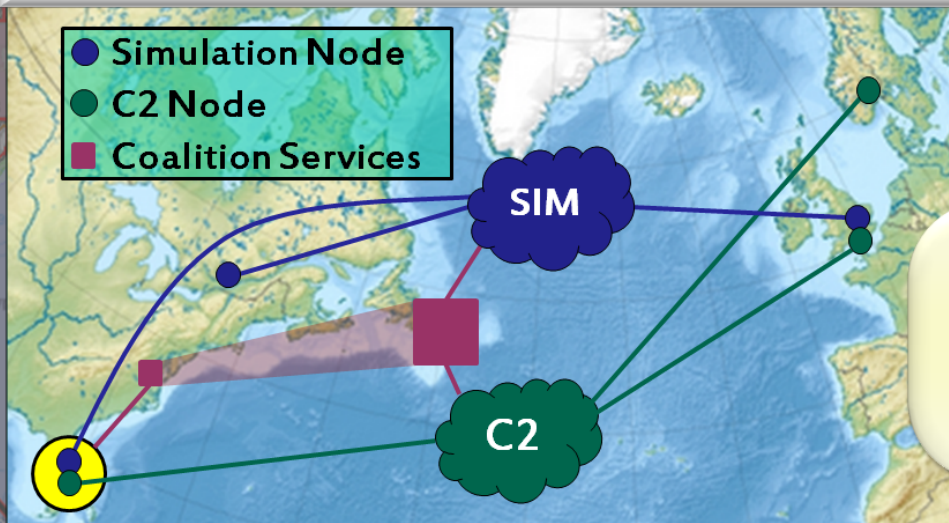 Simulation Node
C2 Node
Coalition Services
SIM
C2